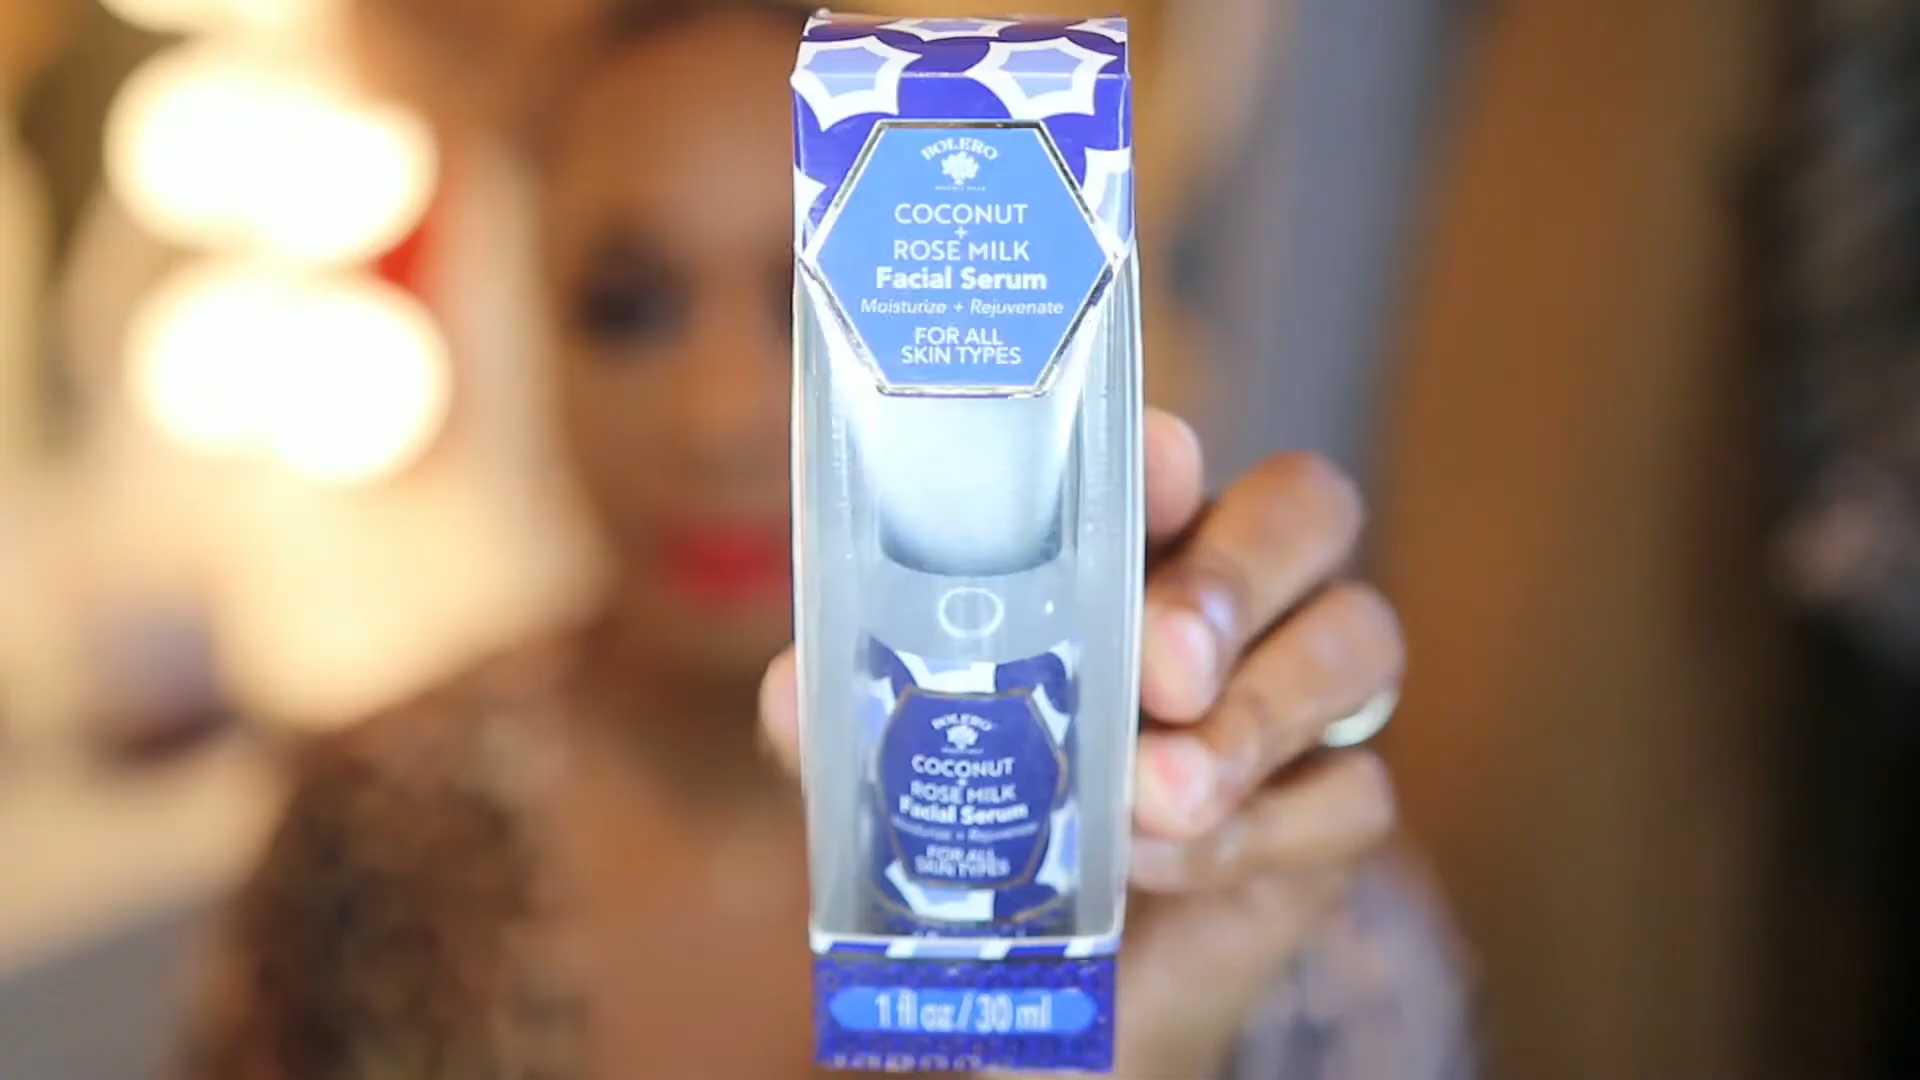 BOLERO
COCONUT
+
ROSE MILK
Facial Serum
Moisturize + Rejuvenate
FOR ALL
SKIN TYPES
BOLERO
COCONUT
+
ROSE MILK
Facial Serum
Moisturize + Rejuvenate
FOR ALL
SKIN TYPES
1 fl oz / 30 ml